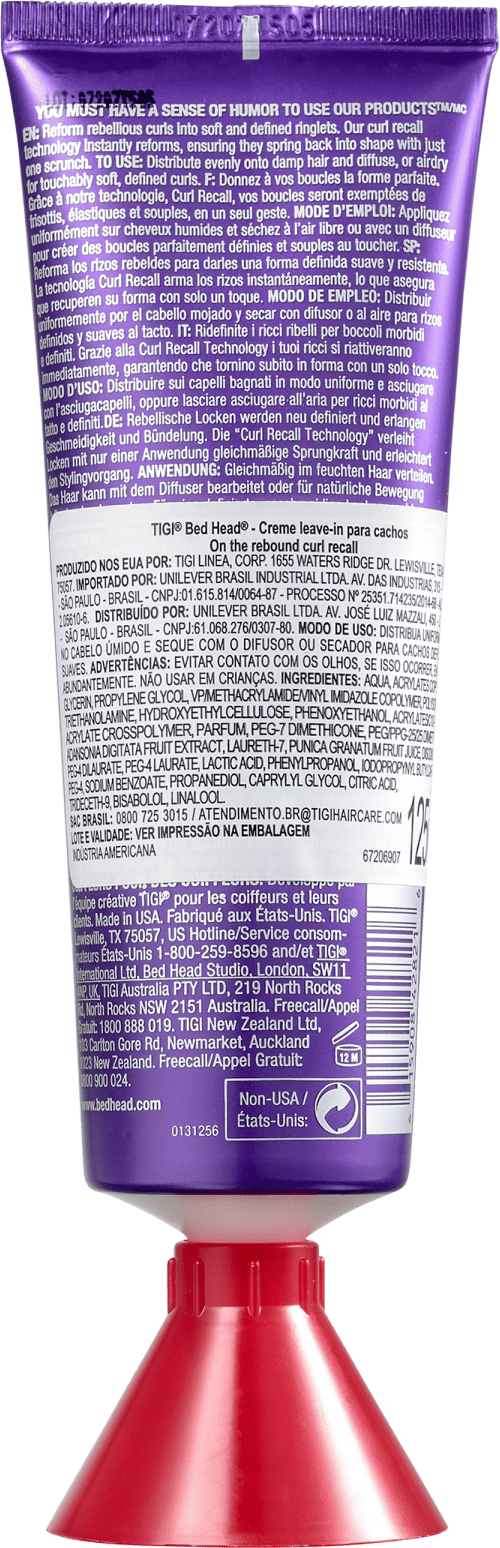 07207TS05
LOT: 07207TS05
YOU MUST HAVE A SENSE OF HUMOR TO USE OUR PRODUCTS™/MC
EN: Reform rebellious curls into soft and defined ringlets. Our curl recall
technology instantly reforms, ensuring they spring back into shape with just
one scrunch. TO USE: Distribute evenly onto damp hair and diffuse, or airdry
for touchably soft, defined curls. F: Donnez à vos boucles la forme parfaite.
Grâce à notre technologie, Curl Recall, vos boucles seront exemptées de
frisottis, élastiques et souples, en un seul geste. MODE D'EMPLOI: Appliquez
uniformément sur cheveux humides et séchez à l'air libre ou avec un diffuseur
pour créer des boucles parfaitement définies et souples au toucher. SP:
Reforma los rizos rebeldes para darles una forma definida suave y resistente.
La tecnología Curl Recall arma los rizos instantáneamente, lo que asegura
que recuperen su forma con solo un toque. MODO DE EMPLEO: Distribuir
uniformemente por el cabello mojado y secar con difusor o al aire para rizos
definidos y suaves al tacto. IT: Ridefinite i ricci ribelli per boccoli morbidi
e definiti. Grazie alla Curl Recall Technology i tuoi ricci si riattiveranno
immediatamente, garantendo che tornino subito in forma con un solo tocco.
MODO D'USO: Distribuire sui capelli bagnati in modo uniforme e asciugare
con l'asciugacapelli, oppure lasciare asciugare all'aria per ricci morbidi al
tatto e definiti. DE: Rebellische Locken werden neu definiert und erlangen
Geschmeidigkeit und Bündelung. Die "Curl Recall Technology" verleiht
Locken mit nur einer Anwendung gleichmäßige Sprungkraft und erleichtert
den Stylingvorgang. ANWENDUNG: Gleichmäßig im feuchten Haar verteilen.
Das Haar kann mit dem Diffuser bearbeitet oder für natürliche Bewegung
TIGI® Bed Head® - Creme leave-in para cachos
On the rebound curl recall
PRODUZIDO NOS EUA POR: TIGI LINEA, CORP. 1655 WATERS RIDGE DR. LEWISVILLE,
75057. IMPORTADO POR: UNILEVER BRASIL INDUSTRIAL LTDA. AV. DAS INDUSTRIAS,
- SÃO PAULO - BRASIL - CNPJ:01.615.814/0064-87 - PROCESSO Nº
2.05610-6. DISTRIBUÍDO POR: UNILEVER BRASIL LTDA. AV. JOSÉ LUIZ MAZZALI,
- SÃO PAULO - BRASIL - CNPJ:61.068.276/0307-80. MODO DE USO: DISTRIBUA
NO CABELO ÚMIDO E SEQUE COM O DIFUSOR OU SECADOR PARA CACHOS
SUAVES. ADVERTÊNCIAS: EVITAR CONTATO COM OS OLHOS, SE ISSO OCORRER,
ABUNDANTEMENTE. NÃO USAR EM CRIANÇAS. INGREDIENTES: AQUA, ACRYLATES
GLYCERIN, PROPYLENE GLYCOL, VP/METHACRYLAMIDE/VINYL IMIDAZOLE COPOLYMER,
TRIETHANOLAMINE, HYDROXYETHYLCELLULOSE, PHENOXYETHANOL,
ACRYLATE CROSSPOLYMER, PARFUM, PEG-7 DIMETHICONE, PEG/PPG-25/25
ADANSONIA DIGITATA FRUIT EXTRACT, LAURETH-7, PUNICA GRANATUM FRUIT JUICE,
PEG-4 DILAURATE, PEG-4 LAURATE, LACTIC ACID, PHENYLPROPANOL, IODOPROPYNYL
PEG-4, SODIUM BENZOATE, PROPANEDIOL, CAPRYLYL GLYCOL, CITRIC ACID,
TRIDECETH-9, BISABOLOL, LINALOOL.
SAC BRASIL: 0800 725 3015 / ATENDIMENTO.BR@TIGIHAIRCARE.COM
LOTE E VALIDADE: VER IMPRESSÃO NA EMBALAGEM
INDÚSTRIA AMERICANA 67206907
125
l'équipe créative TIGI® pour les coiffeurs et leurs
clients. Made in USA. Fabriqué aux États-Unis. TIGI®
Lewisville, TX 75057, US Hotline/Service consom-
mateurs États-Unis 1-800-259-8596 and/et TIGI®
International Ltd, Bed Head Studio, London, SW11
4NP, UK, TIGI Australia PTY LTD, 219 North Rocks
Rd, North Rocks NSW 2151 Australia. Freecall/Appel
Gratuit: 1800 888 019. TIGI New Zealand Ltd,
103 Carlton Gore Rd, Newmarket, Auckland
1023 New Zealand. Freecall/Appel Gratuit:
0800 900 024.
www.bedhead.com
12 M
0131256
Non-USA /
États-Unis: